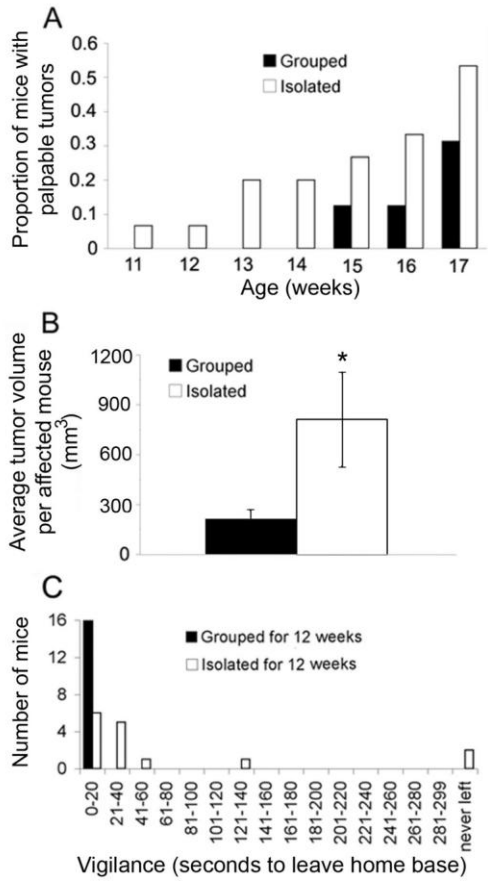 A
Proportion of mice with
palpable tumors
0.6
0.5
0.4
0.3
0.2
0.1
0
Grouped
Isolated
11 12 13 14 15 16 17
Age (weeks)
B
Average tumor volume
per affected mouse
(mm3)
1200
900
600
300
0
Grouped
Isolated
*
C
Number of mice
16
12
8
4
0
Grouped for 12 weeks
Isolated for 12 weeks
0-20
21-40
41-60
61-80
81-100
101-120
121-140
141-160
161-180
181-200
201-220
221-240
241-260
261-280
281-299
never left
Vigilance (seconds to leave home base)